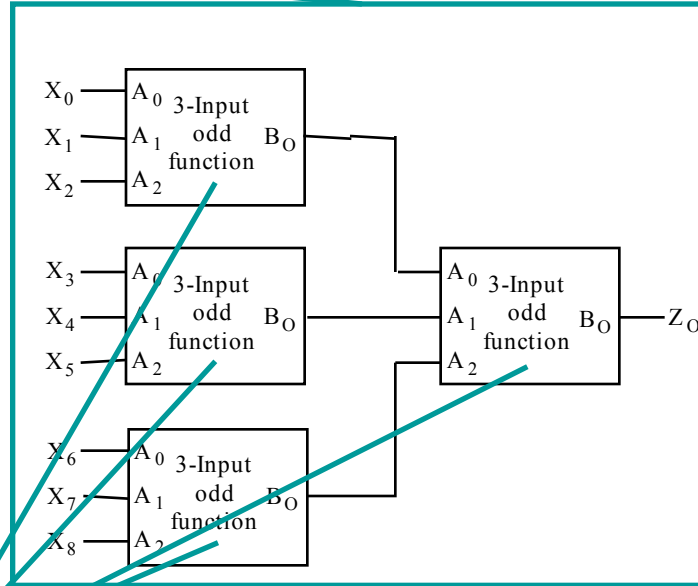 X0 A0 3-Input
X1 A1 odd BO
X2 A2 function
X3 A0 3-Input A0 3-Input
X4 A1 odd BO A1 odd BO ZO
X5 A2 function A2 function
X6 A0 3-Input
X7 A1 odd BO
X8 A2 function